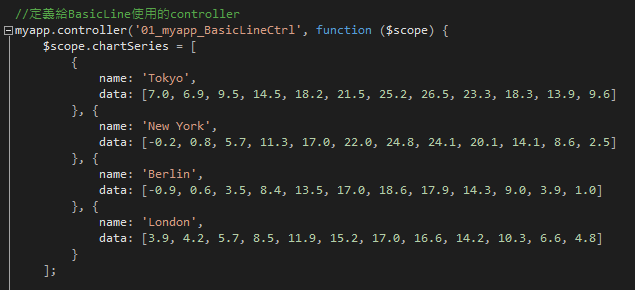 //定義給BasicLine使用的controller
myapp.controller('01_myapp_BasicLineCtrl', function ($scope) {
$scope.chartSeries = [
{
name: 'Tokyo',
data: [7.0, 6.9, 9.5, 14.5, 18.2, 21.5, 25.2, 26.5, 23.3, 18.3, 13.9, 9.6]
}, {
name: 'New York',
data: [-0.2, 0.8, 5.7, 11.3, 17.0, 22.0, 24.8, 24.1, 20.1, 14.1, 8.6, 2.5]
}, {
name: 'Berlin',
data: [-0.9, 0.6, 3.5, 8.4, 13.5, 17.0, 18.6, 17.9, 14.3, 9.0, 3.9, 1.0]
}, {
name: 'London',
data: [3.9, 4.2, 5.7, 8.5, 11.9, 15.2, 17.0, 16.6, 14.2, 10.3, 6.6, 4.8]
}
];